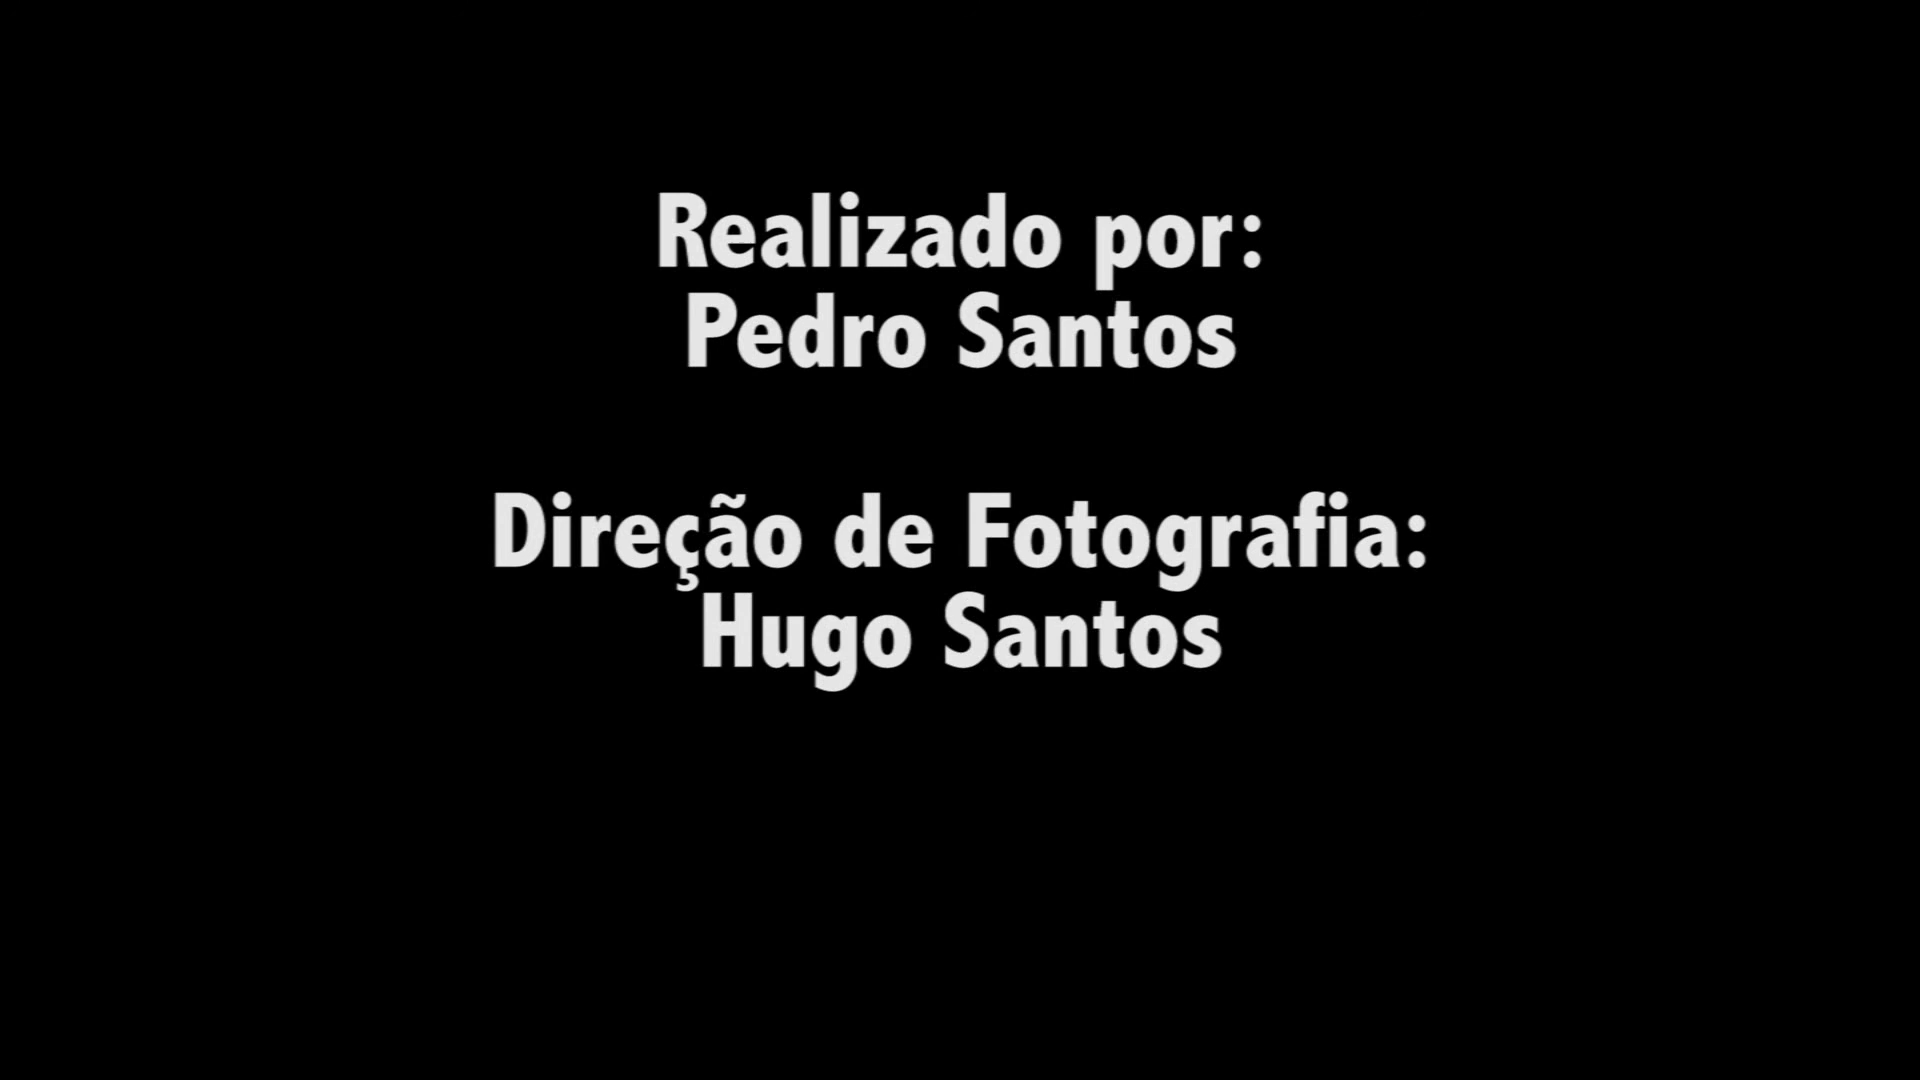 Realizado por:
Pedro Santos
Direção de Fotografia:
Hugo Santos